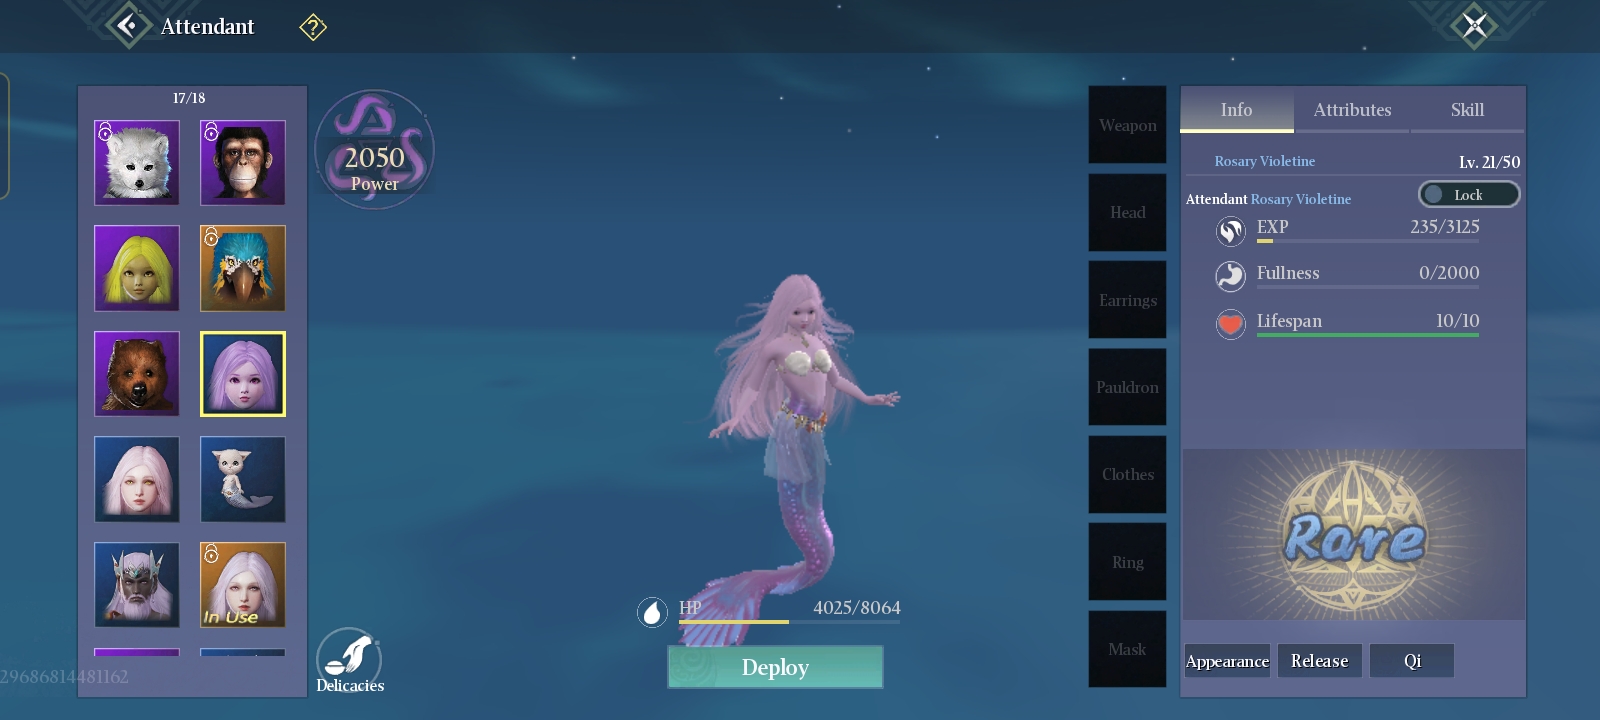 Attendant
?
17/18
2050
Power
In Use
Delicacies
29686814481162
HP 4025/8064
Deploy
Weapon
Head
Earrings
Pauldron
Clothes
Ring
Mask
Info Attributes Skill
Rosary Violetine Lv. 21/50
Attendant Rosary Violetine Lock
EXP 235/3125
Fullness 0/2000
Lifespan 10/10
Rare
Appearance Release Qi